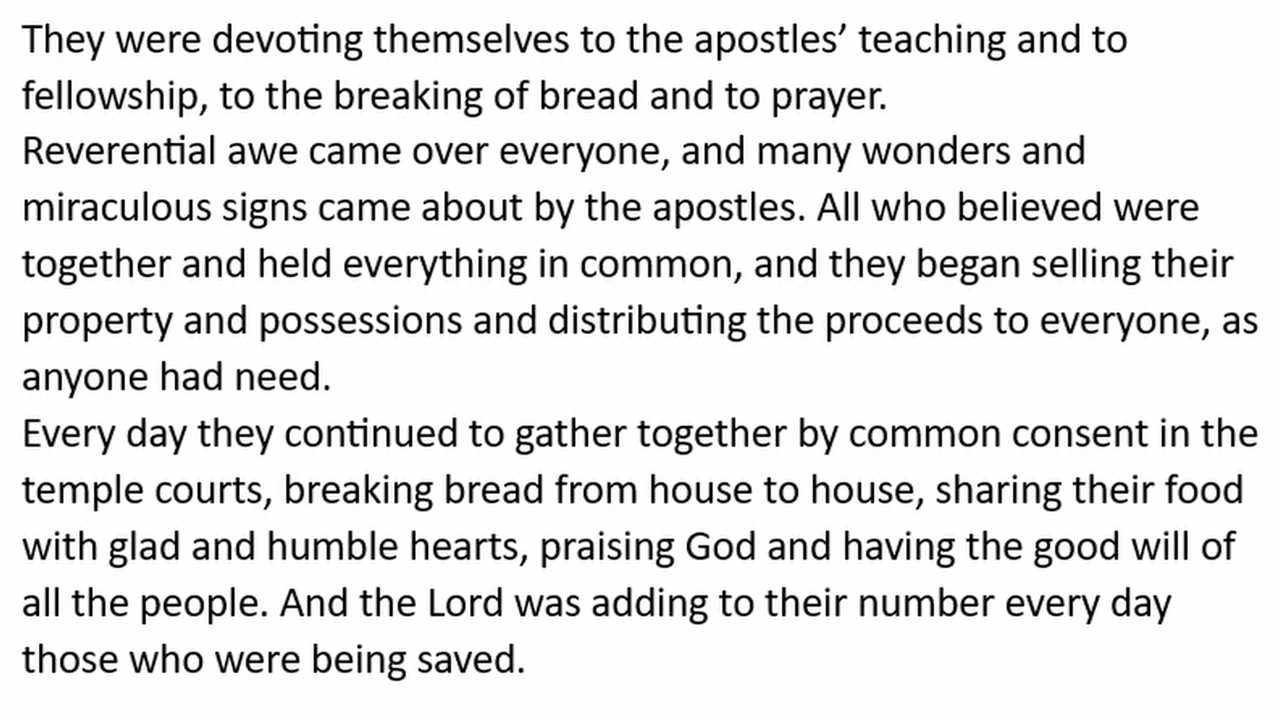 They were devoting themselves to the apostles’ teaching and to
fellowship, to the breaking of bread and to prayer.
Reverential awe came over everyone, and many wonders and
miraculous signs came about by the apostles. All who believed were
together and held everything in common, and they began selling their
property and possessions and distributing the proceeds to everyone, as
anyone had need.
Every day they continued to gather together by common consent in the
temple courts, breaking bread from house to house, sharing their food
with glad and humble hearts, praising God and having the good will of
all the people. And the Lord was adding to their number every day
those who were being saved.